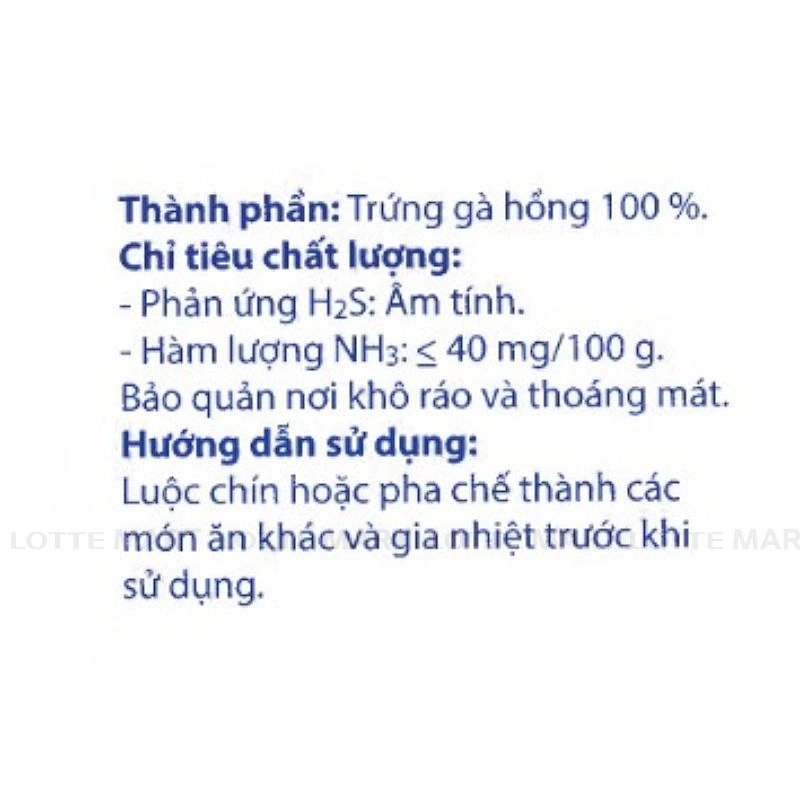 Thành phần: Trứng gà hồng 100 %.
Chỉ tiêu chất lượng:
- Phản ứng H2S: Âm tính.
- Hàm lượng NH3: ≤ 40 mg/100 g.
Bảo quản nơi khô ráo và thoáng mát.
Hướng dẫn sử dụng:
Luộc chín hoặc pha chế thành các
món ăn khác và gia nhiệt trước khi
sử dụng.
LOTTE MART